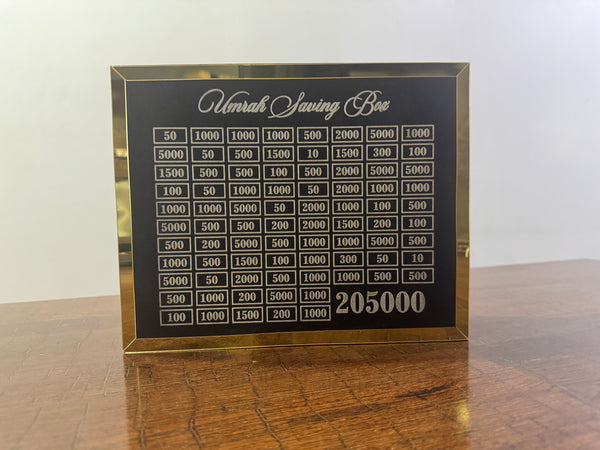 Umrah Saving Box
50 1000 1000 1000 500 2000 5000 1000
5000 50 500 1500 10 1500 300 100
1500 500 500 100 500 2000 5000 5000
100 50 1000 1000 50 2000 1000 1000
1000 1000 5000 50 2000 1000 100 500
5000 500 500 200 2000 1500 200 100
500 200 5000 500 1000 1000 5000 500
1000 500 1500 100 1000 300 50 10
5000 50 2000 500 1000 1000 500 500
500 1000 200 5000 1000 205000
100 1000 1500 200 1000